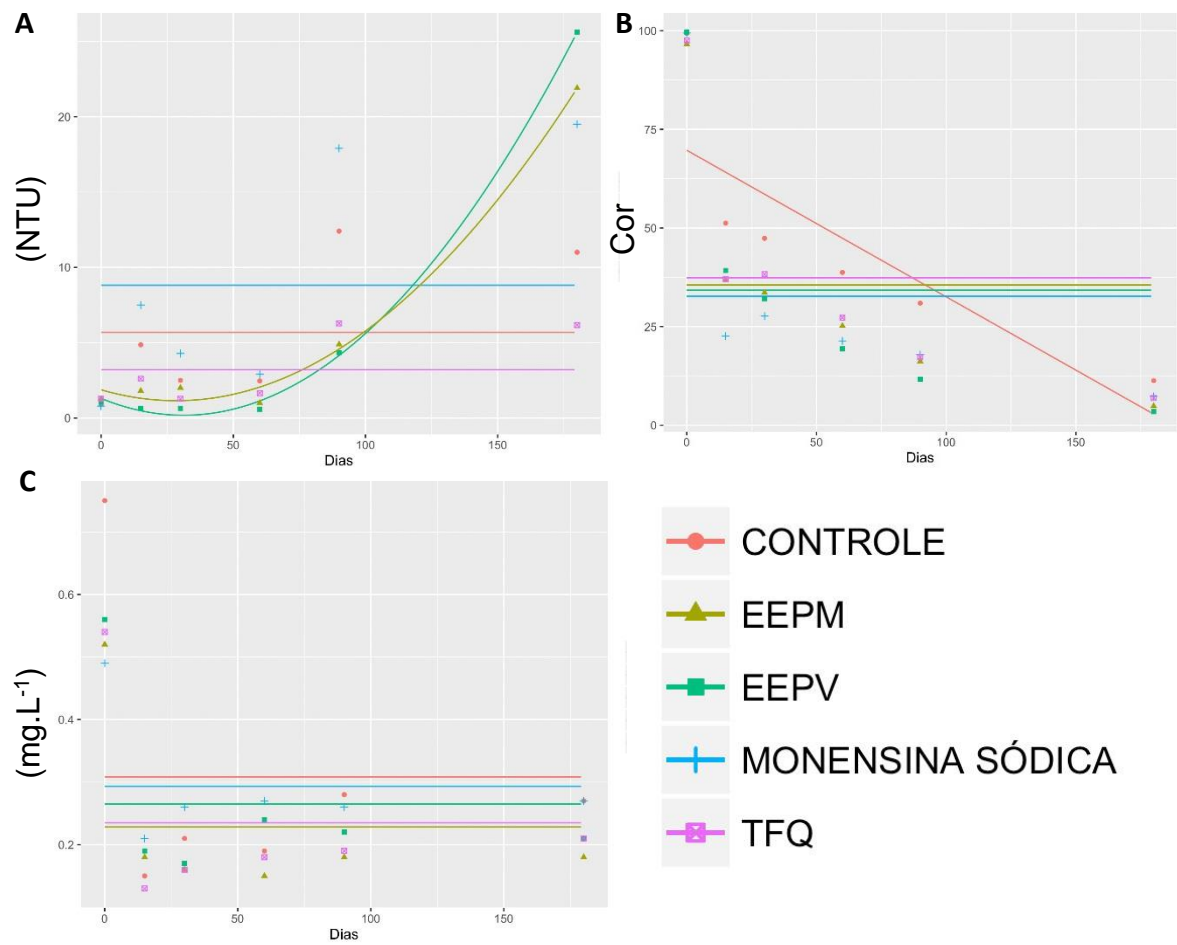 A
(NTU)
20
10
0
0
50
100
150
Dias
B
Cor
100
75
50
25
0
0
50
100
150
Dias
C
(mg.L-1)
0.6
0.4
0.2
0
50
100
150
Dias
CONTROLE
EEPM
EEPV
MONENSINA SÓDICA
TFQ